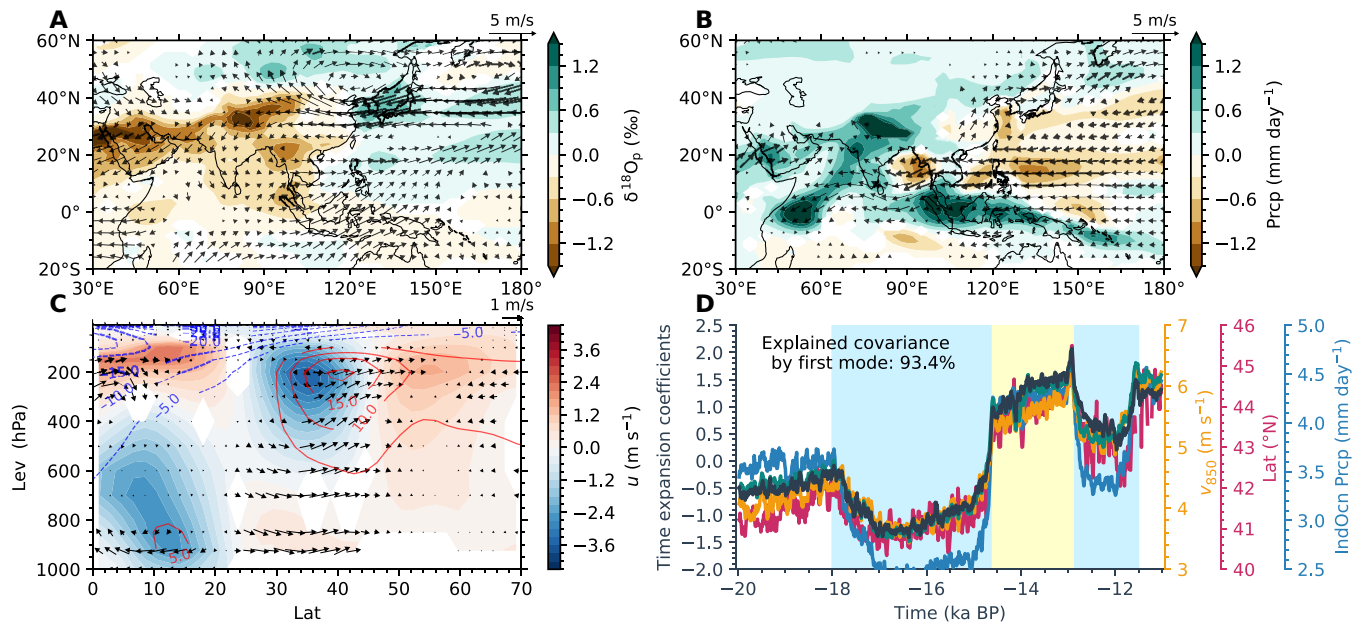 A
5 m/s
60°N
40°N
20°N
0°
20°S
30°E
60°E
90°E
120°E
150°E
180°
1.2
0.6
0.0
−0.6
−1.2
δ18Op (‰)
B
5 m/s
60°N
40°N
20°N
0°
20°S
30°E
60°E
90°E
120°E
150°E
180°
1.2
0.6
0.0
−0.6
−1.2
Prcp (mm day−1)
C
1 m/s
200
400
600
800
1000
Lev (hPa)
0
10
20
30
40
50
60
70
Lat
−20.0
−15.0
−10.0
−5.0
−5.0
15.0
10.0
5.0
3.6
2.4
1.2
0.0
−1.2
−2.4
−3.6
u (m s−1)
D
Explained covariance
by first mode: 93.4%
2.5
2.0
1.5
1.0
0.5
0.0
−0.5
−1.0
−1.5
−2.0
Time expansion coefficients
−20
−18
−16
−14
−12
Time (ka BP)
7
6
5
4
3
v850 (m s−1)
46
45
44
43
42
41
40
Lat (°N)
5.0
4.5
4.0
3.5
3.0
2.5
IndOcn Prcp (mm day−1)